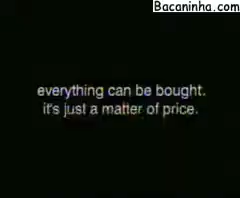 Bacaninha.com
everything can be bought.
it's just a matter of price.